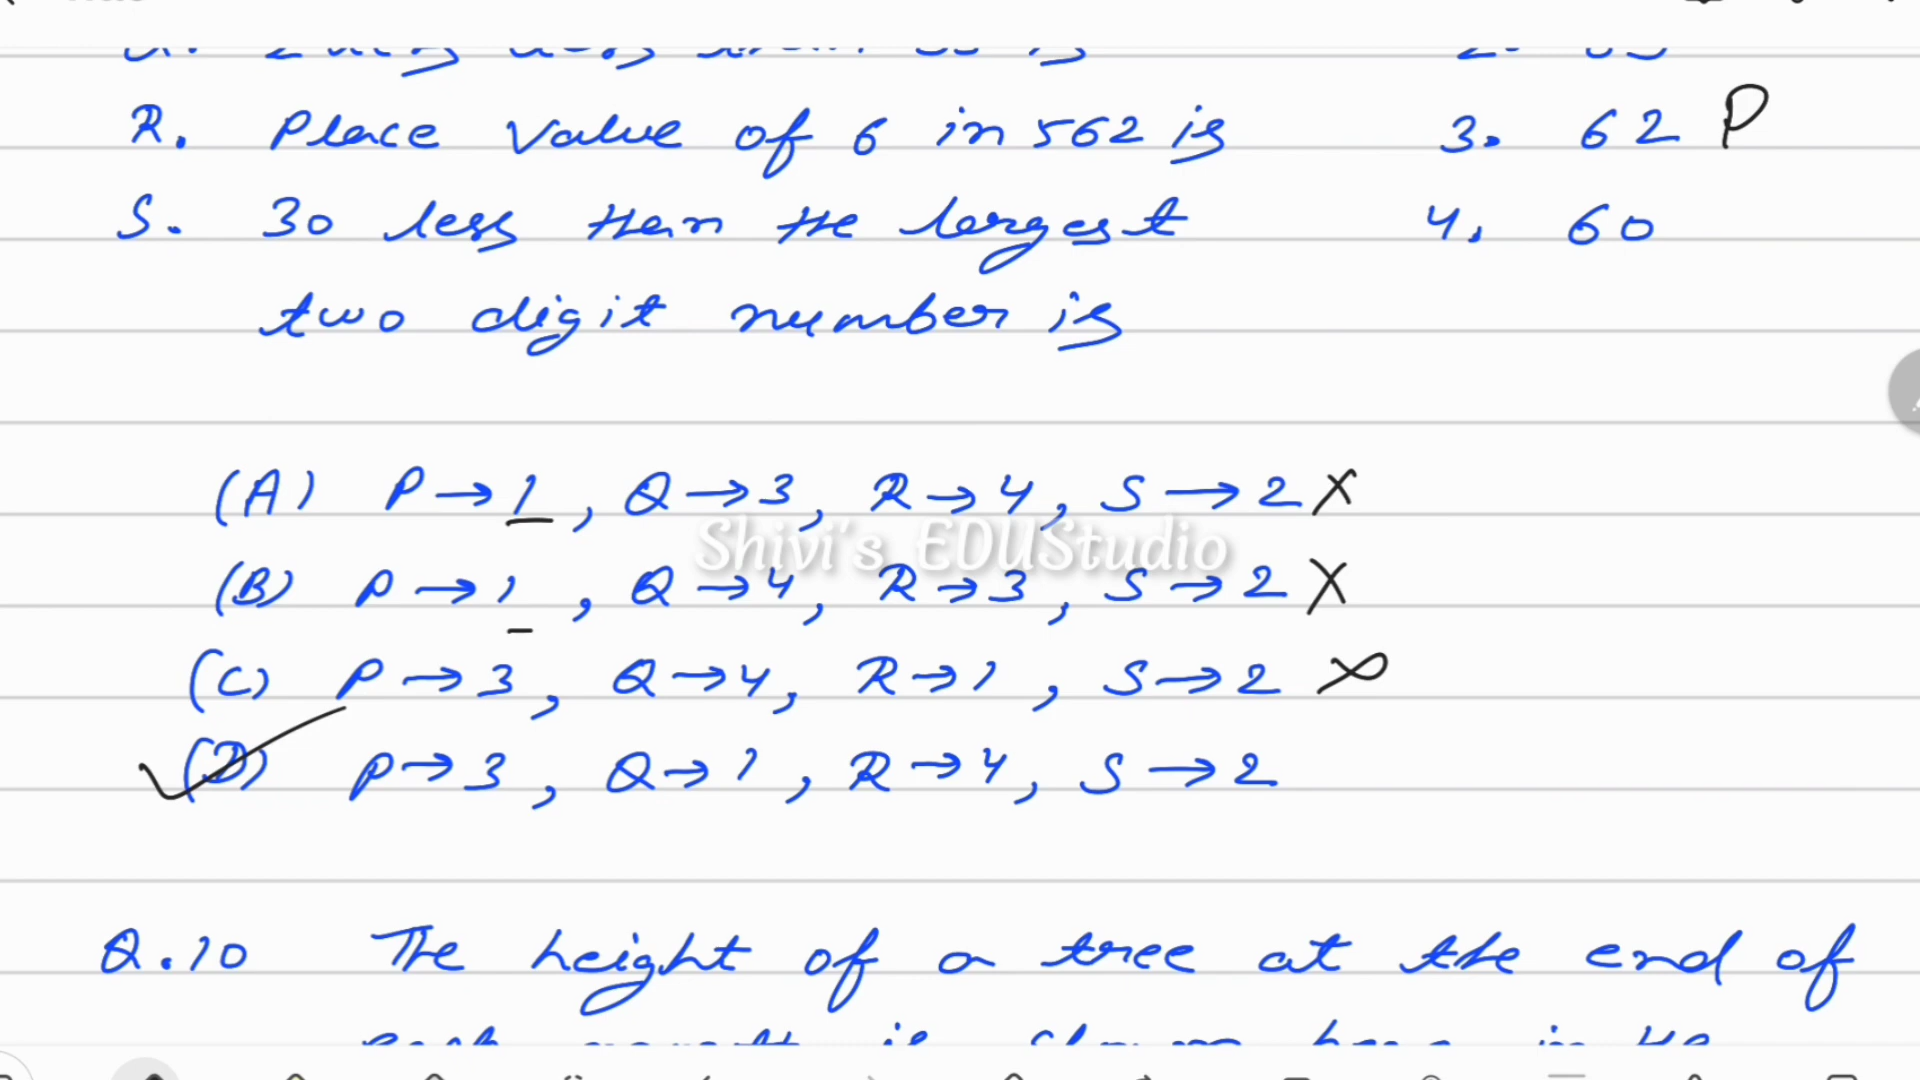 R. Place Value of 6 in 562 is 3. 62 P
S. 30 less than the largest 4. 60
two digit number is
(A) P→1, Q→3, R→4, S→2 X
Shivi's EDUStudio
(B) P→1, Q→4, R→3, S→2 X
(C) P→3, Q→4, R→1, S→2 X
(D) P→3, Q→1, R→4, S→2
Q.10 The height of a tree at the end of